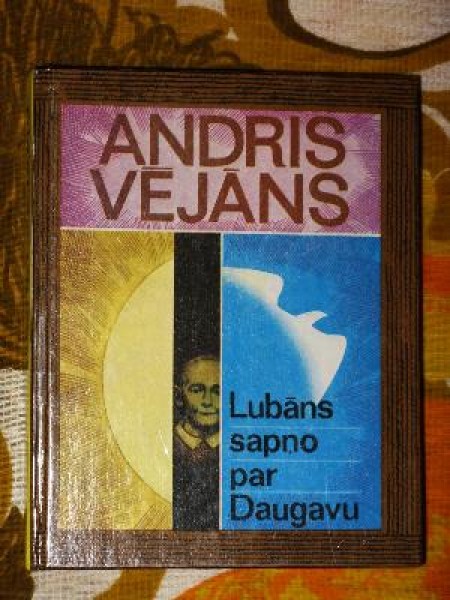 ANDRIS
VĒJĀNS
Lubāns
sapņo
par
Daugavu